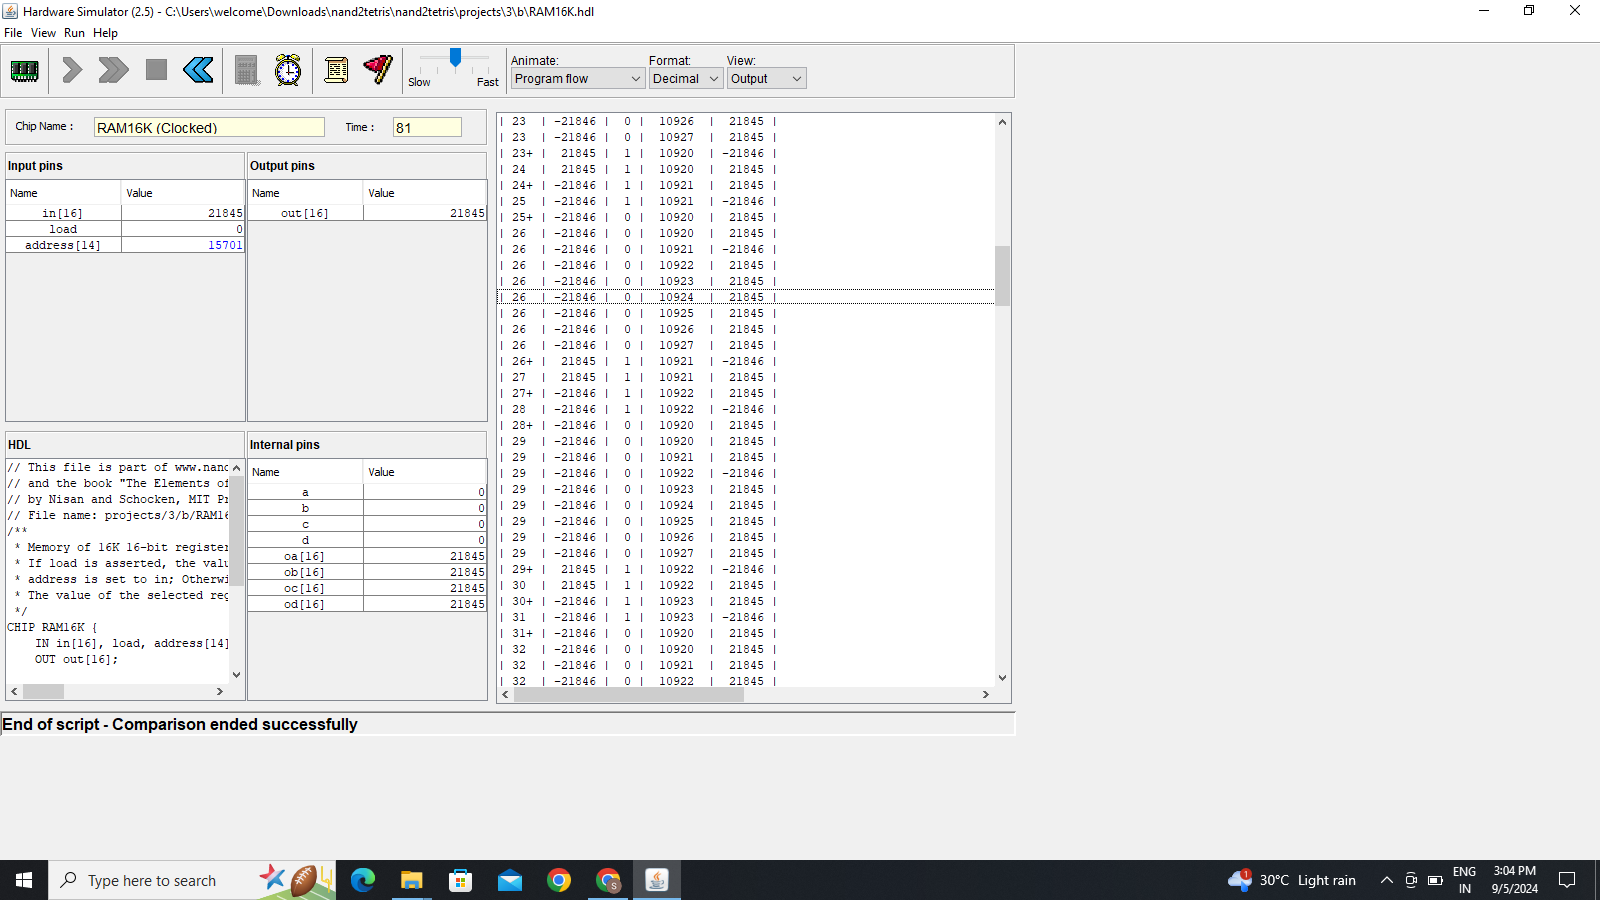 Hardware Simulator (2.5) - C:\Users\welcome\Downloads\nand2tetris\nand2tetris\projects\3\b\RAM16K.hdl
File View Run Help
Slow Fast
Animate: Format: View:
Program flow Decimal Output
Chip Name : RAM16K (Clocked) Time : 81
Input pins
Name Value
in[16] 21845
load 0
address[14] 15701
Output pins
Name Value
out[16] 21845
HDL
// This file is part of www.nand
// and the book "The Elements of
// by Nisan and Schocken, MIT Pr
// File name: projects/3/b/RAM16
/**
* Memory of 16K 16-bit register
* If load is asserted, the valu
* address is set to in; Otherwi
* The value of the selected reg
*/
CHIP RAM16K {
IN in[16], load, address[14]
OUT out[16];
Internal pins
Name Value
a 0
b 0
c 0
d 0
oa[16] 21845
ob[16] 21845
oc[16] 21845
od[16] 21845
| 23 | -21846 | 0 | 10926 | 21845 |
| 23 | -21846 | 0 | 10927 | 21845 |
| 23+ | 21845 | 1 | 10920 | -21846 |
| 24 | 21845 | 1 | 10920 | 21845 |
| 24+ | -21846 | 1 | 10921 | 21845 |
| 25 | -21846 | 1 | 10921 | -21846 |
| 25+ | -21846 | 0 | 10920 | 21845 |
| 26 | -21846 | 0 | 10920 | 21845 |
| 26 | -21846 | 0 | 10921 | -21846 |
| 26 | -21846 | 0 | 10922 | 21845 |
| 26 | -21846 | 0 | 10923 | 21845 |
| 26 | -21846 | 0 | 10924 | 21845 |
| 26 | -21846 | 0 | 10925 | 21845 |
| 26 | -21846 | 0 | 10926 | 21845 |
| 26 | -21846 | 0 | 10927 | 21845 |
| 26+ | 21845 | 1 | 10921 | -21846 |
| 27 | 21845 | 1 | 10921 | 21845 |
| 27+ | -21846 | 1 | 10922 | 21845 |
| 28 | -21846 | 1 | 10922 | -21846 |
| 28+ | -21846 | 0 | 10920 | 21845 |
| 29 | -21846 | 0 | 10920 | 21845 |
| 29 | -21846 | 0 | 10921 | 21845 |
| 29 | -21846 | 0 | 10922 | -21846 |
| 29 | -21846 | 0 | 10923 | 21845 |
| 29 | -21846 | 0 | 10924 | 21845 |
| 29 | -21846 | 0 | 10925 | 21845 |
| 29 | -21846 | 0 | 10926 | 21845 |
| 29 | -21846 | 0 | 10927 | 21845 |
| 29+ | 21845 | 1 | 10922 | -21846 |
| 30 | 21845 | 1 | 10922 | 21845 |
| 30+ | -21846 | 1 | 10923 | 21845 |
| 31 | -21846 | 1 | 10923 | -21846 |
| 31+ | -21846 | 0 | 10920 | 21845 |
| 32 | -21846 | 0 | 10920 | 21845 |
| 32 | -21846 | 0 | 10921 | 21845 |
| 32 | -21846 | 0 | 10922 | 21845 |
End of script - Comparison ended successfully
Type here to search
S
1
30°C Light rain
ENG
IN
3:04 PM
9/5/2024